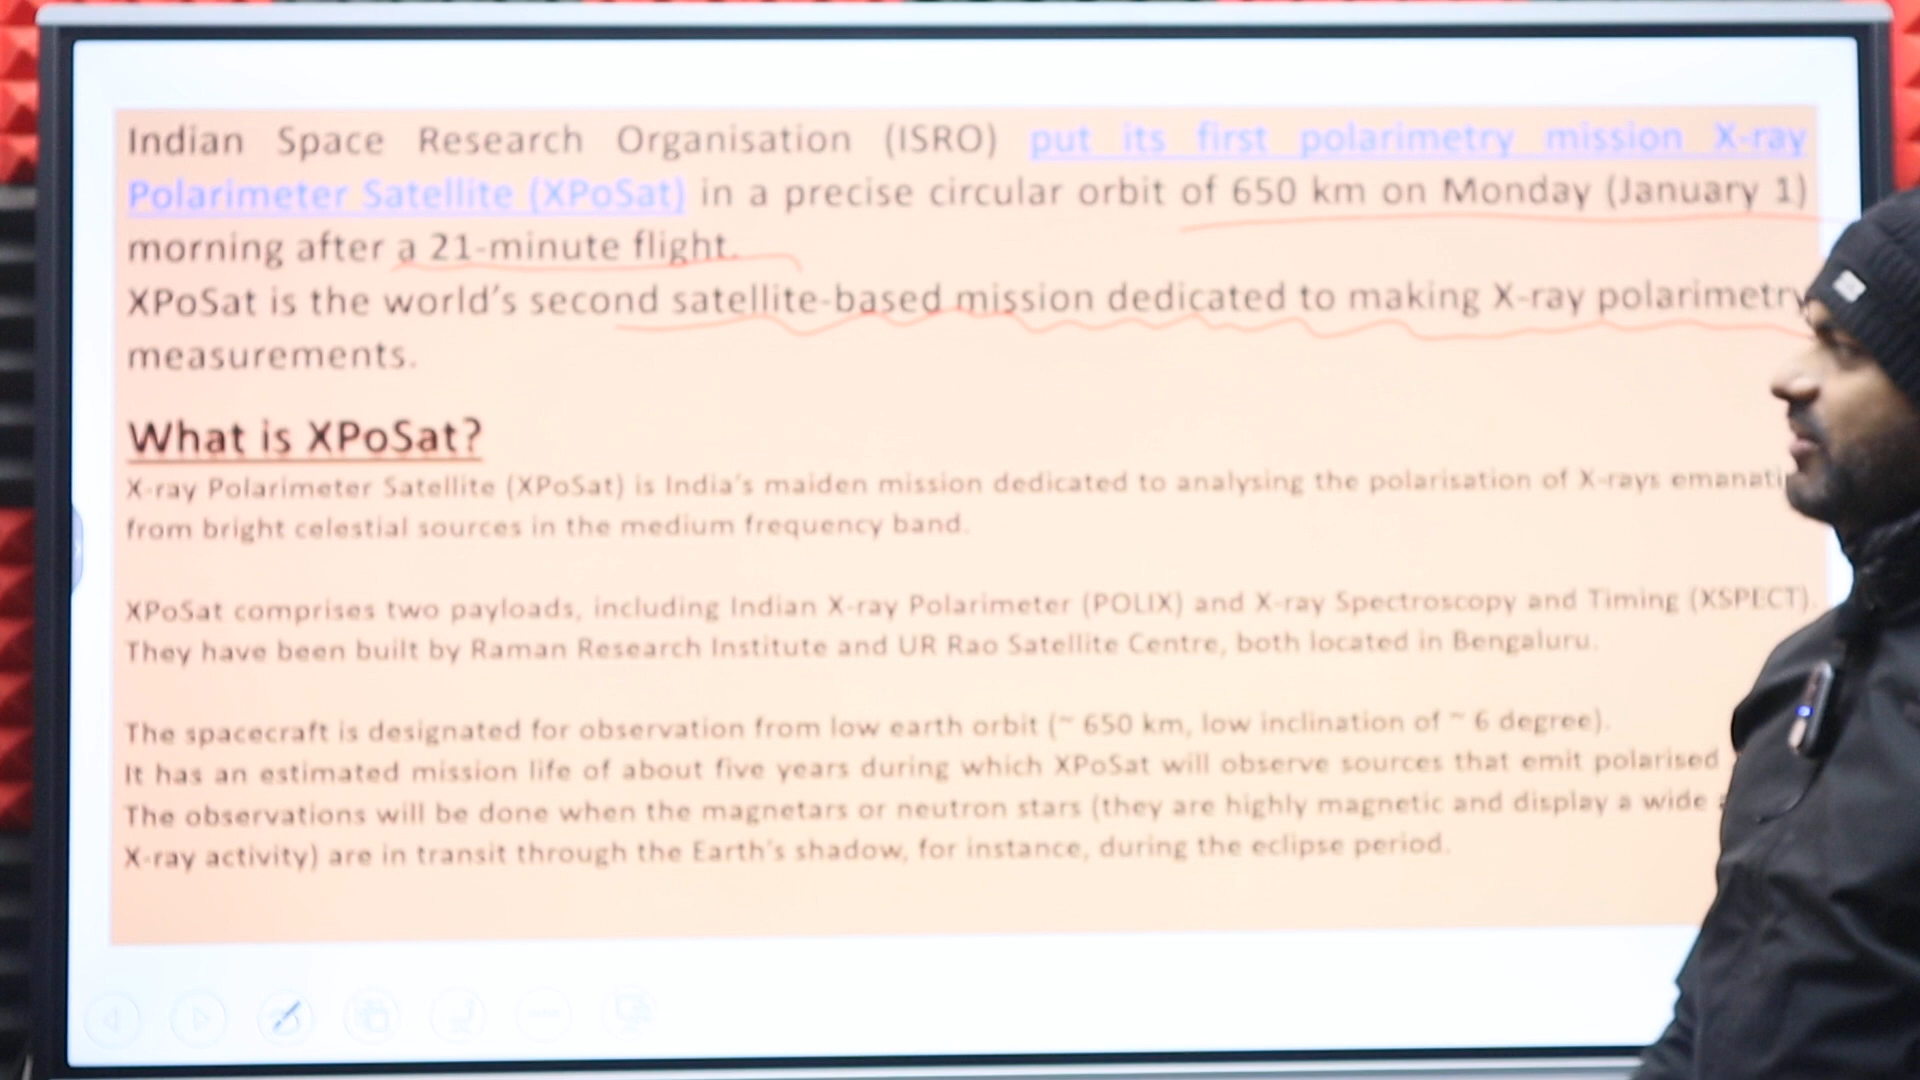 Indian Space Research Organisation (ISRO) put its first polarimetry mission X-ray
Polarimeter Satellite (XPoSat) in a precise circular orbit of 650 km on Monday (January 1)
morning after a 21-minute flight.
XPoSat is the world's second satellite-based mission dedicated to making X-ray polarimetry
measurements.
What is XPoSat?
X-ray Polarimeter Satellite (XPoSat) is India's maiden mission dedicated to analysing the polarisation of X-rays
from bright celestial sources in the medium frequency band.
XPoSat comprises two payloads, including Indian X-ray Polarimeter (POLIX) and X-ray Spectroscopy and Timing (XSPECT).
They have been built by Raman Research Institute and UR Rao Satellite Centre, both located in Bengaluru.
The spacecraft is designated for observation from low earth orbit (~ 650 km, low inclination of ~ 6 degree).
It has an estimated mission life of about five years during which XPoSat will observe sources that emit polarised
The observations will be done when the magnetars or neutron stars (they are highly magnetic and display a wide
X-ray activity) are in transit through the Earth's shadow, for instance, during the eclipse period.